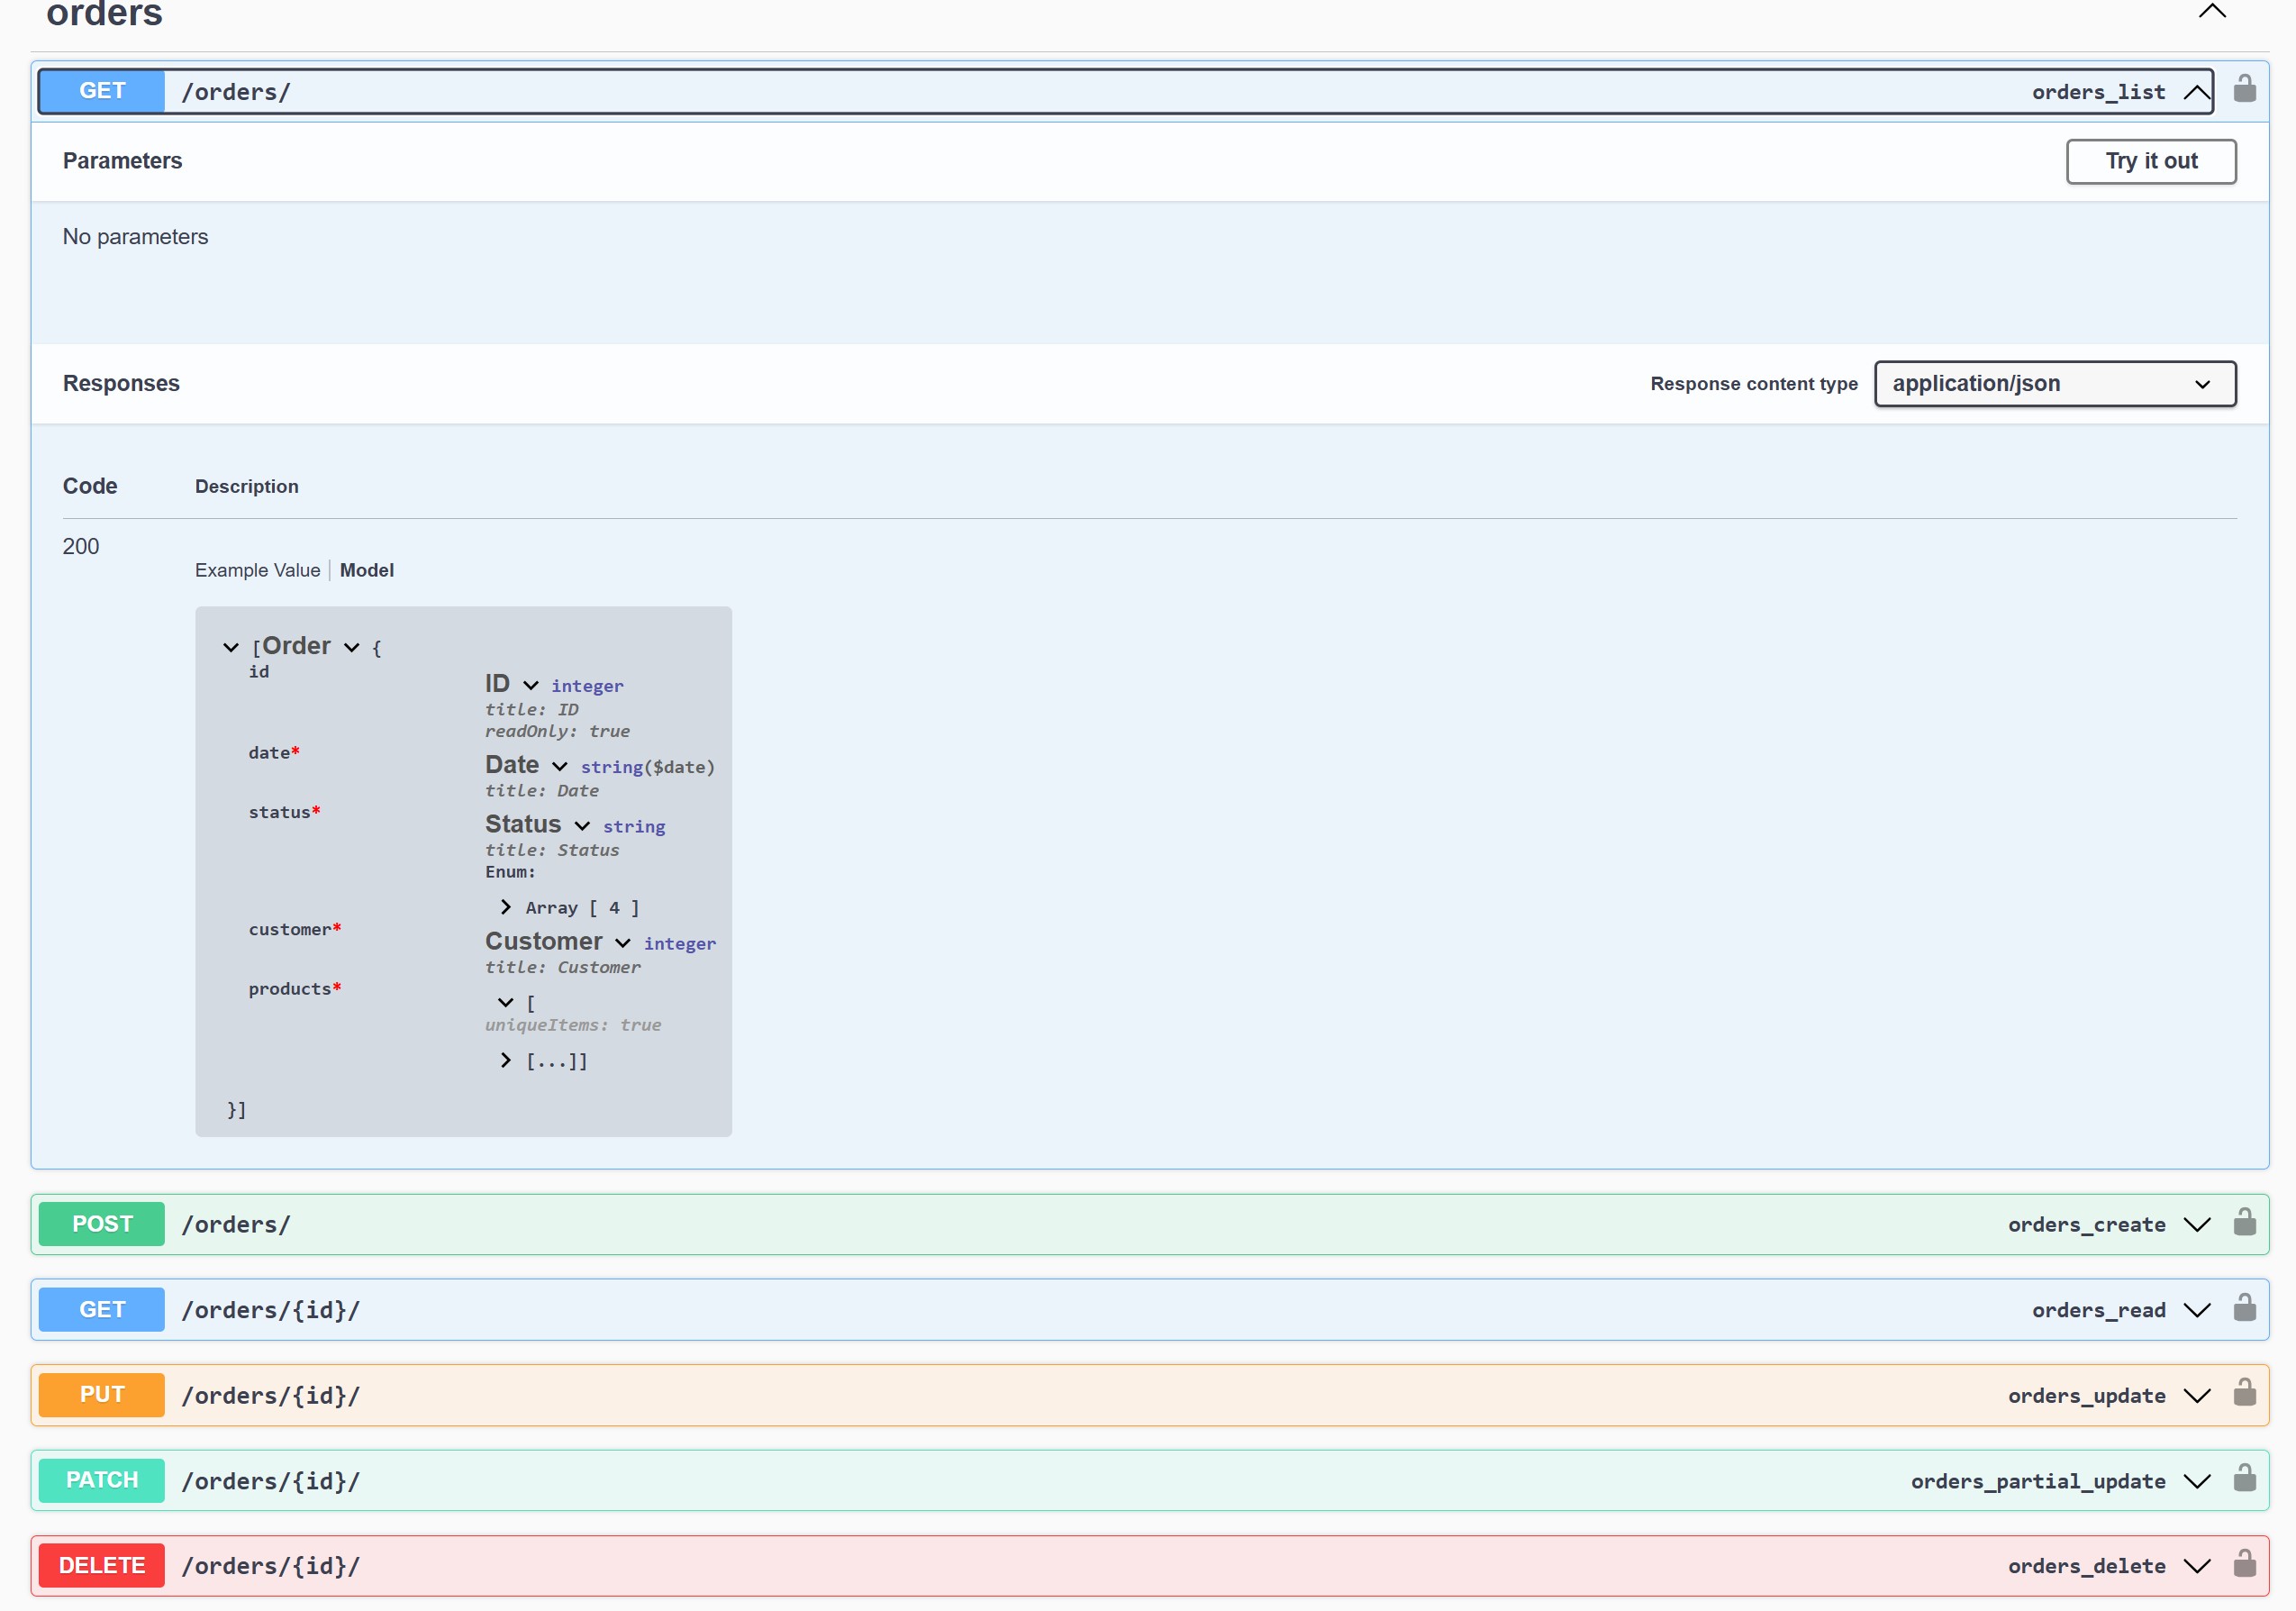 orders
GET /orders/ orders_list
Parameters Try it out
No parameters
Responses Response content type application/json
Code Description
200
Example Value Model
[Order {
id
ID integer
title: ID
readOnly: true
date*
Date string($date)
title: Date
status*
Status string
title: Status
Enum:
Array [ 4 ]
customer*
Customer integer
title: Customer
products*
[
uniqueItems: true
[...]]
}]
POST /orders/ orders_create
GET /orders/{id}/ orders_read
PUT /orders/{id}/ orders_update
PATCH /orders/{id}/ orders_partial_update
DELETE /orders/{id}/ orders_delete